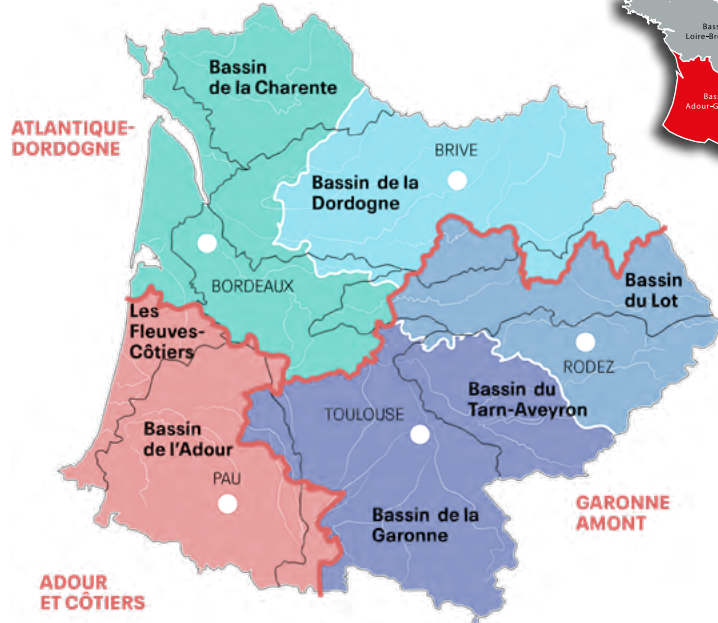 Bassin
de la Charente
ATLANTIQUE-
DORDOGNE
BRIVE
Bassin de la
Dordogne
BORDEAUX
Bassin
du Lot
Les
Fleuves-
Côtiers
RODEZ
Bassin du
Tarn-Aveyron
TOULOUSE
Bassin
de l'Adour
PAU
GARONNE
AMONT
Bassin de la
Garonne
ADOUR
ET CÔTIERS